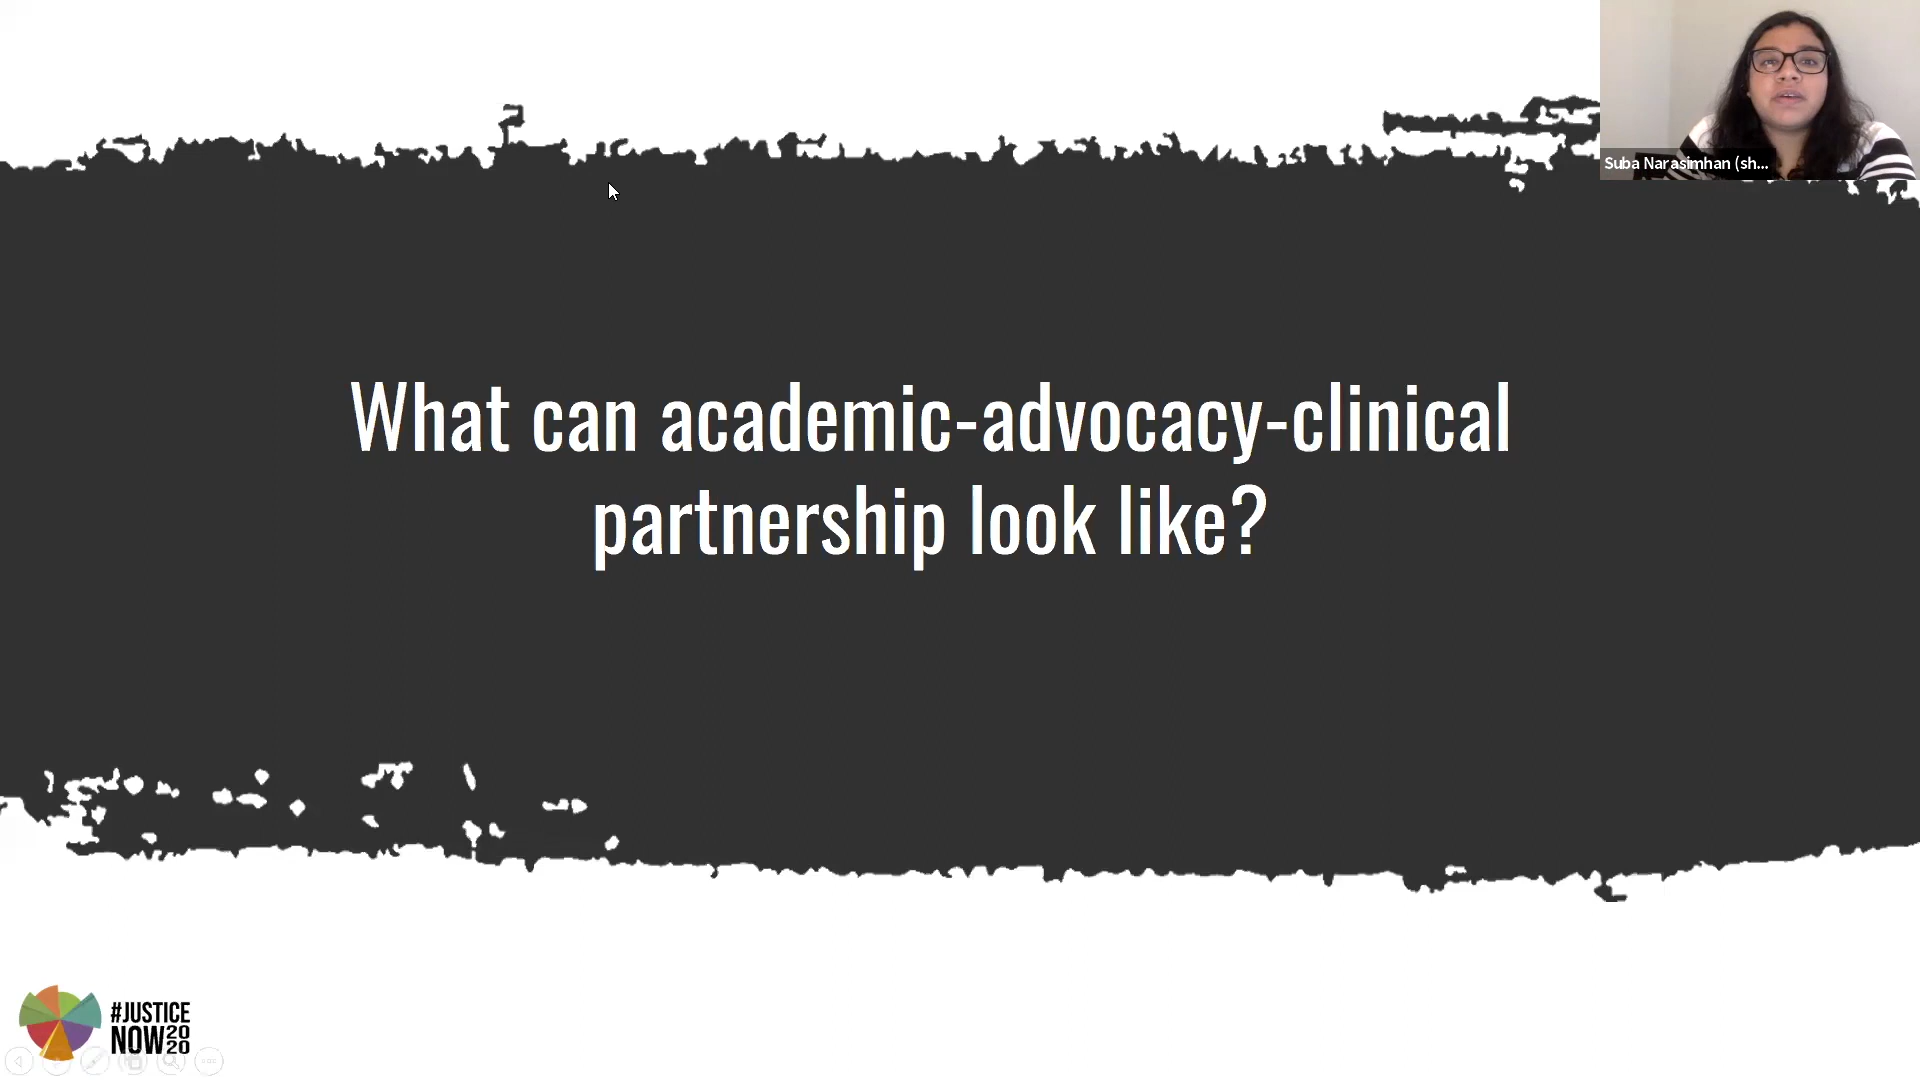 Suba Narasimhan (sh...
What can academic-advocacy-clinical
partnership look like?
#JUSTICE
NOW2020